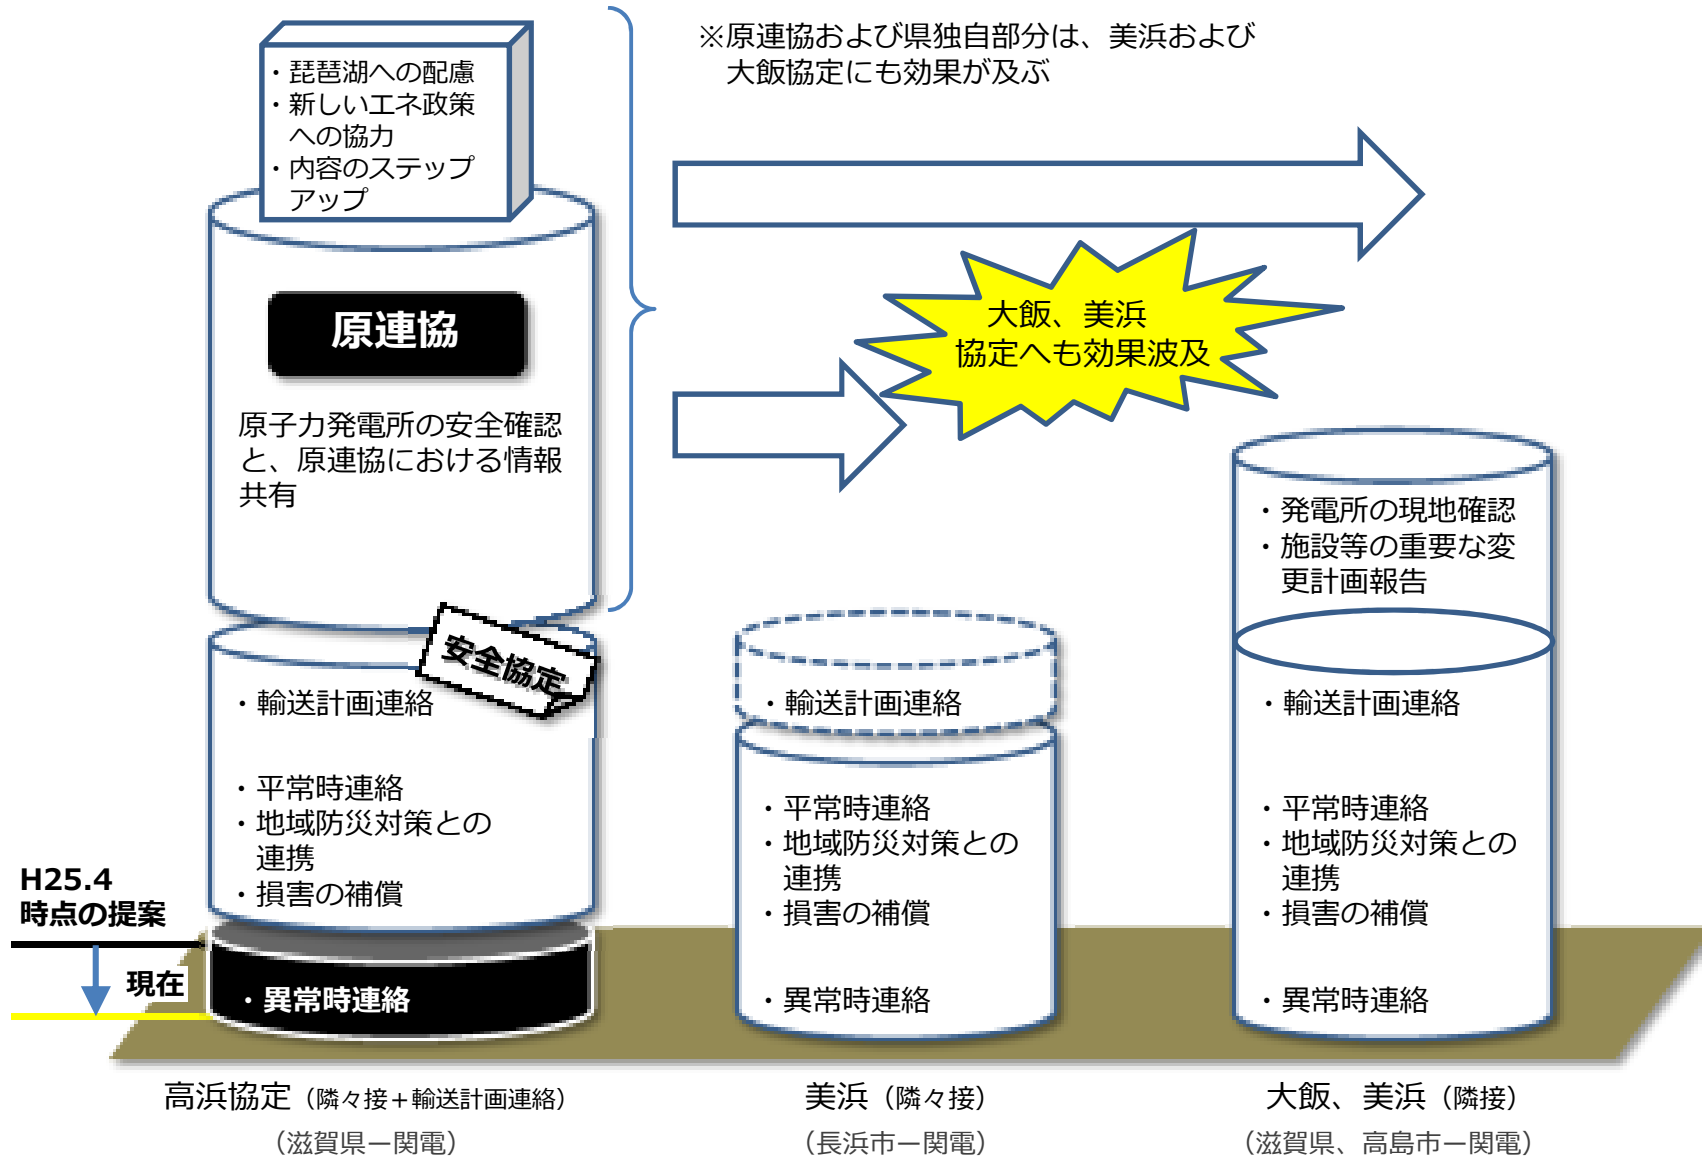 ※原連協および県独自部分は、美浜および
大飯協定にも効果が及ぶ
・琵琶湖への配慮
・新しいエネ政策
への協力
・内容のステップ
アップ
原連協
原子力発電所の安全確認
と、原連協における情報
共有
大飯、美浜
協定へも効果波及
安全協定
・輸送計画連絡
・平常時連絡
・地域防災対策との
連携
・損害の補償
・異常時連絡
H25.4
時点の提案
現在
・輸送計画連絡
・平常時連絡
・地域防災対策との
連携
・損害の補償
・異常時連絡
・発電所の現地確認
・施設等の重要な変
更計画報告
・輸送計画連絡
・平常時連絡
・地域防災対策との
連携
・損害の補償
・異常時連絡
高浜協定（隣々接＋輸送計画連絡）
（滋賀県ー関電）
美浜（隣々接）
（長浜市ー関電）
大飯、美浜（隣接）
（滋賀県、高島市ー関電）